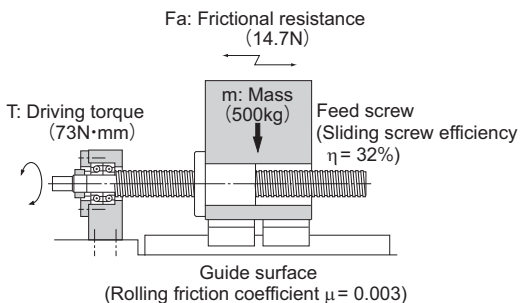 Fa: Frictional resistance
(14.7N)
m: Mass
(500kg)
T: Driving torque
(73N･mm)
Feed screw
(Sliding screw efficiency
η= 32%)
Guide surface
(Rolling friction coefficient μ= 0.003)